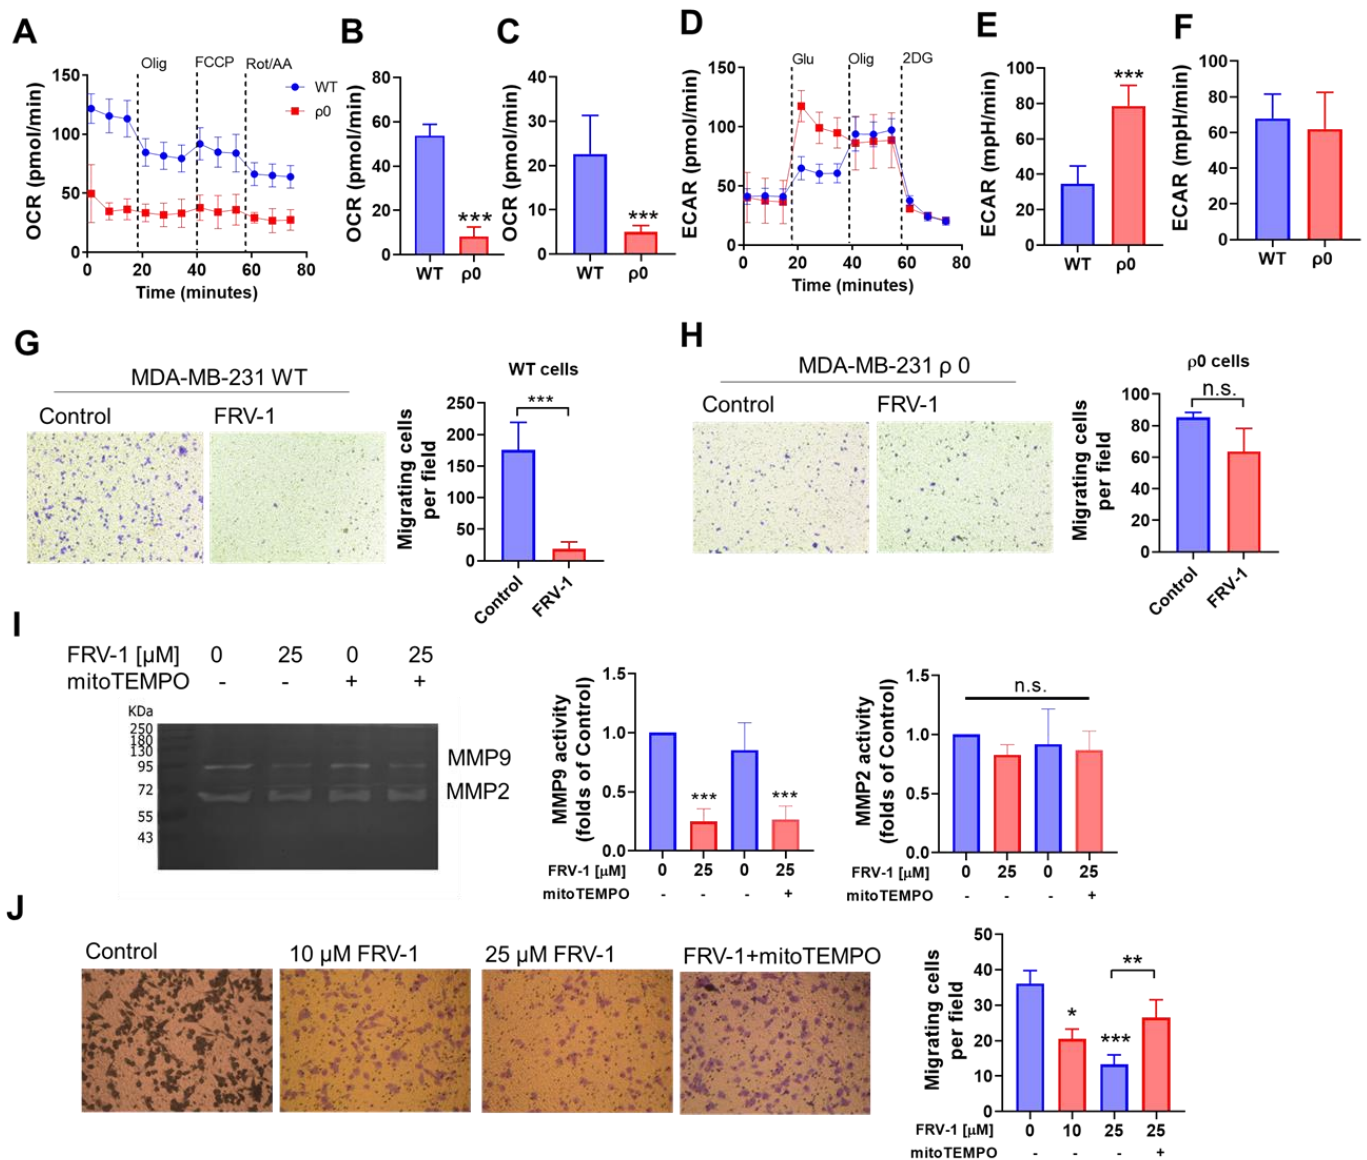 A
B
C
D
E
F
Olig
FCCP
Rot/AA
WT
ρ0
OCR (pmol/min)
150
100
50
0
0 20 40 60 80
Time (minutes)
OCR (pmol/min)
80
60
40
20
0
***
WT ρ0
OCR (pmol/min)
40
30
20
10
0
***
WT ρ0
Glu
Olig
2DG
ECAR (pmol/min)
150
100
50
0
0 20 40 60 80
Time (minutes)
ECAR (mpH/min)
100
80
60
40
20
0
***
WT ρ0
ECAR (mpH/min)
100
80
60
40
20
0
WT ρ0
G
MDA-MB-231 WT
Control FRV-1
WT cells
Migrating cells
per field
250
200
150
100
50
0
***
Control FRV-1
H
MDA-MB-231 ρ 0
Control FRV-1
ρ0 cells
Migrating cells
per field
100
80
60
40
20
0
n.s.
Control FRV-1
I
FRV-1 [µM] 0 25 0 25
mitoTEMPO - - + +
KDa
250
180
130
95
72
55
43
MMP9
MMP2
MMP9 activity
(folds of Control)
1.5
1.0
0.5
0.0
*** ***
FRV-1 [µM] 0 25 0 25
mitoTEMPO - - - +
MMP2 activity
(folds of Control)
1.5
1.0
0.5
0.0
n.s.
FRV-1 [µM] 0 25 0 25
mitoTEMPO - - - +
J
Control
10 µM FRV-1
25 µM FRV-1
FRV-1+mitoTEMPO
Migrating cells
per field
50
40
30
20
10
0
* *** **
FRV-1 [µM] 0 10 25 25
mitoTEMPO - - - +